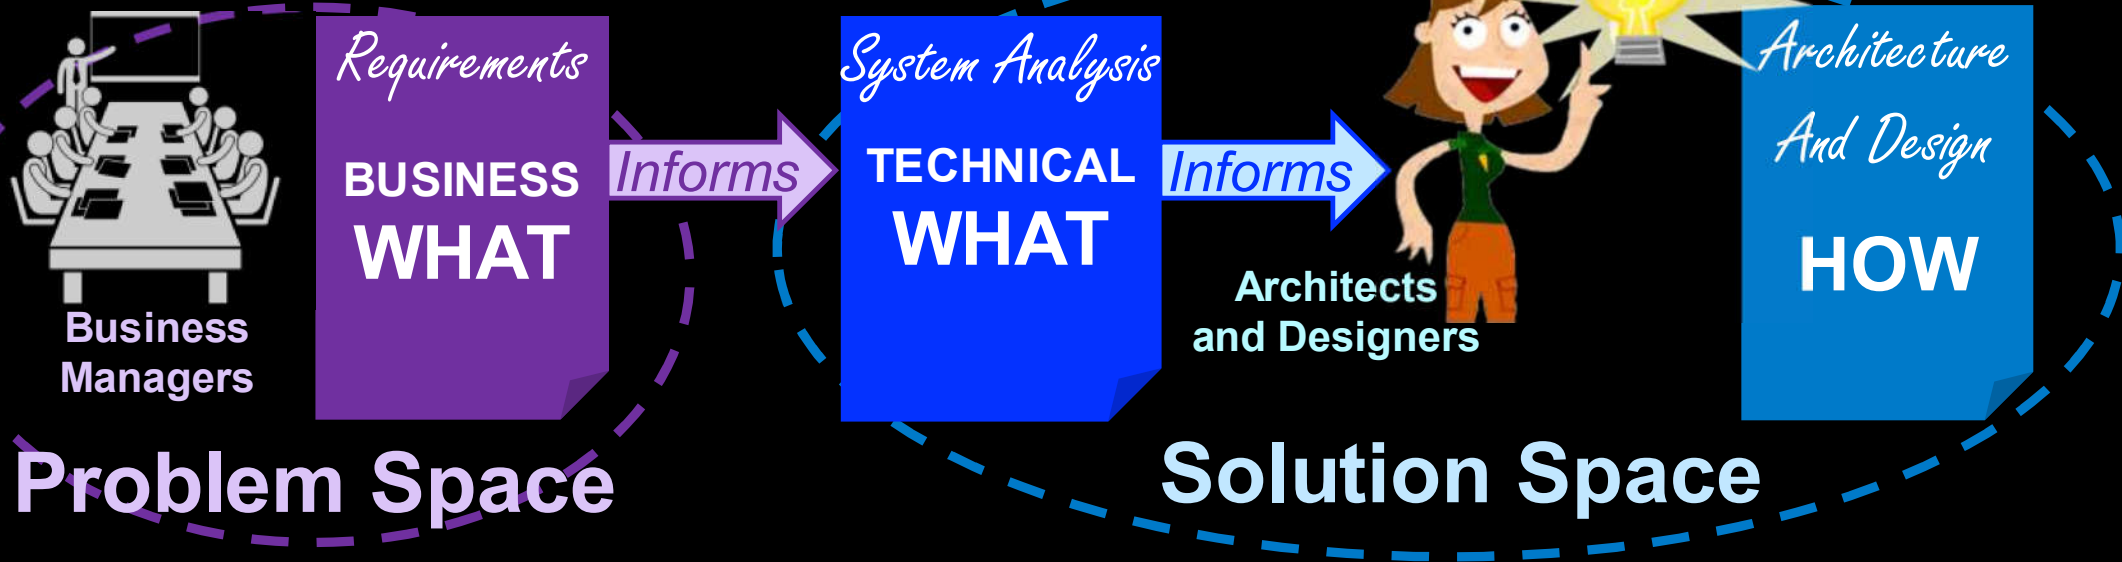 Requirements
BUSINESS
WHAT
Business
Managers
Informs
Problem Space
System Analysis
TECHNICAL
WHAT
Informs
Architects
and Designers
Architecture
And Design
HOW
Solution Space